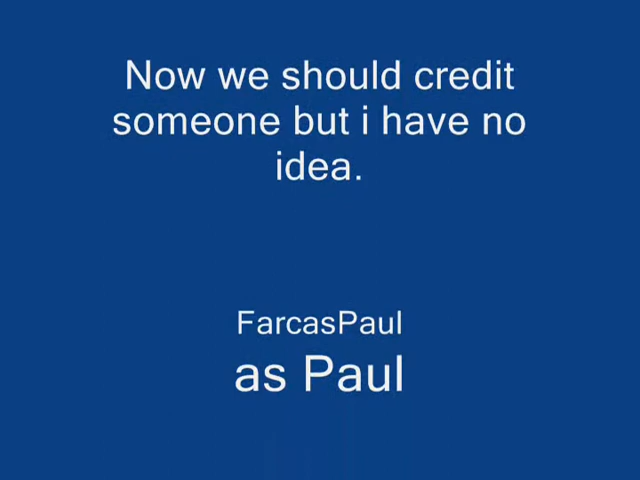 Now we should credit
someone but i have no
idea.
FarcasPaul
as Paul